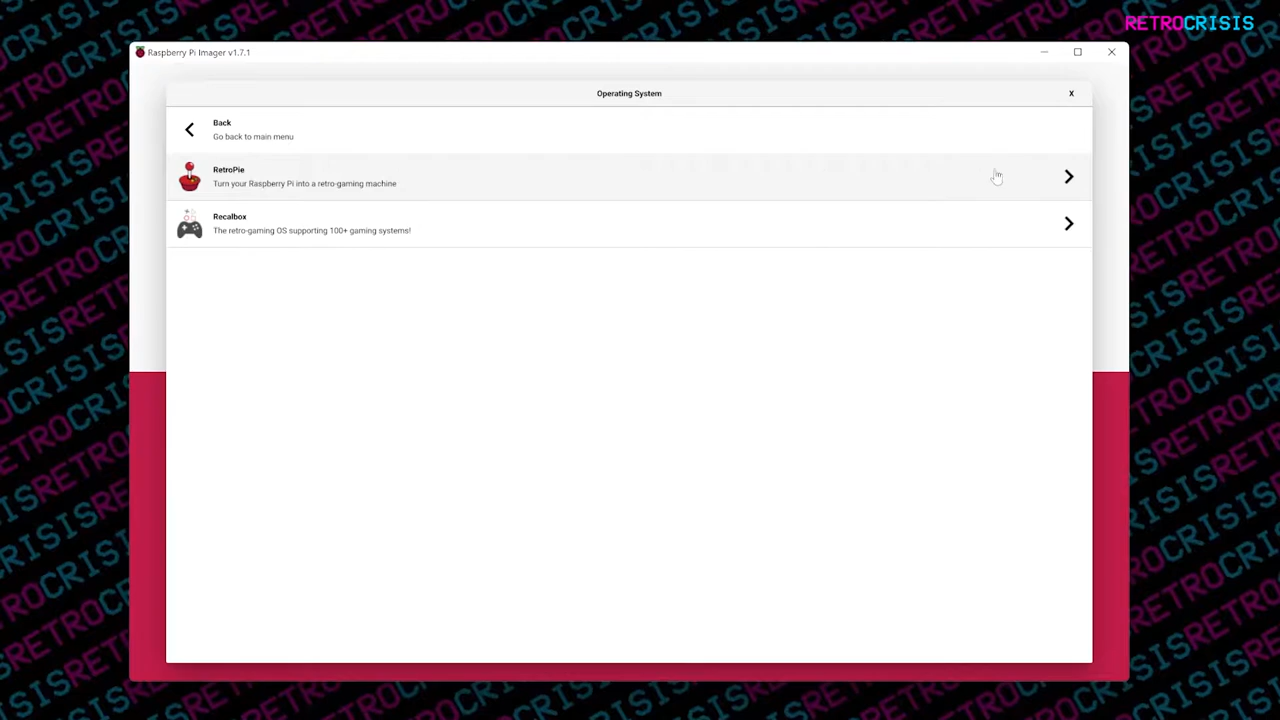 RETROCRISIS
Raspberry Pi Imager v1.7.1
Operating System
X
Back
Go back to main menu
RetroPie
Turn your Raspberry Pi into a retro-gaming machine
Recalbox
The retro-gaming OS supporting 100+ gaming systems!